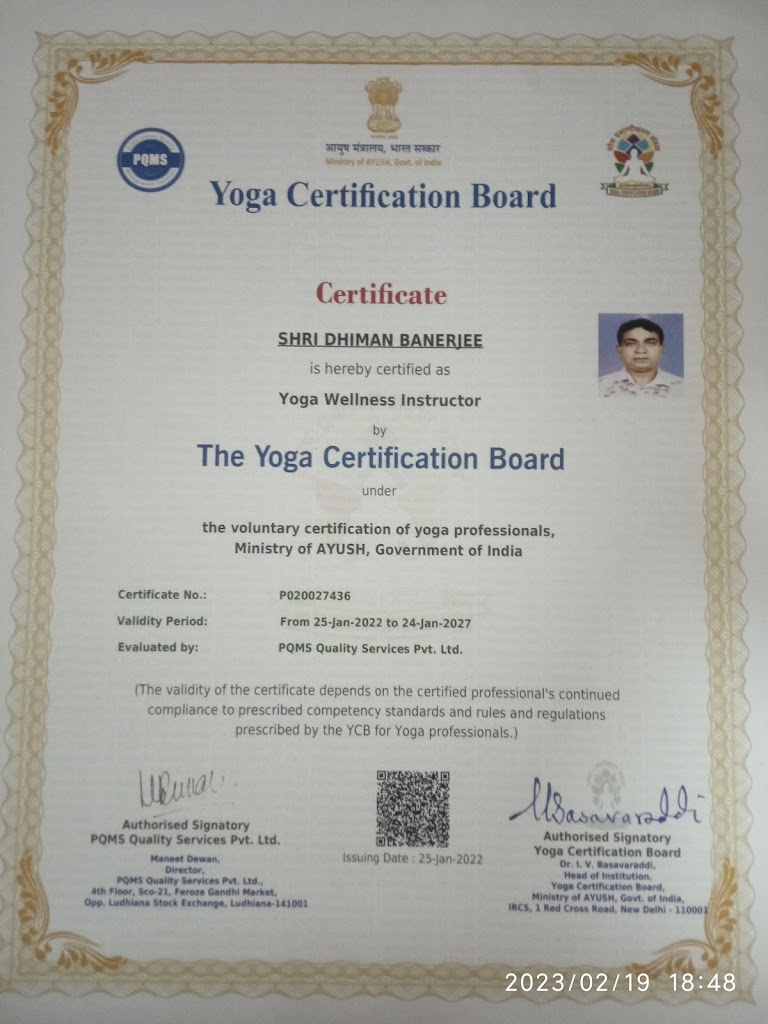 आयुष मंत्रालय, भारत सरकार
Ministry of AYUSH, Govt. of India
PQMS
Yoga Certification Board
Certificate
SHRI DHIMAN BANERJEE
is hereby certified as
Yoga Wellness Instructor
by
The Yoga Certification Board
under
the voluntary certification of yoga professionals,
Ministry of AYUSH, Government of India
Certificate No.: P020027436
Validity Period: From 25-Jan-2022 to 24-Jan-2027
Evaluated by: PQMS Quality Services Pvt. Ltd.
(The validity of the certificate depends on the certified professional's continued
compliance to prescribed competency standards and rules and regulations
prescribed by the YCB for Yoga professionals.)
Authorised Signatory
PQMS Quality Services Pvt. Ltd.
Maneet Dewan,
Director,
PQMS Quality Services Pvt. Ltd.,
4th Floor, Sco-21, Feroze Gandhi Market,
Opp. Ludhiana Stock Exchange, Ludhiana-141001
Issuing Date : 25-Jan-2022
Authorised Signatory
Yoga Certification Board
Dr. I. V. Basavaraddi,
Head of Institution,
Yoga Certification Board,
Ministry of AYUSH, Govt. of India,
IRCS, 1 Red Cross Road, New Delhi - 110001
2023/02/19 18:48